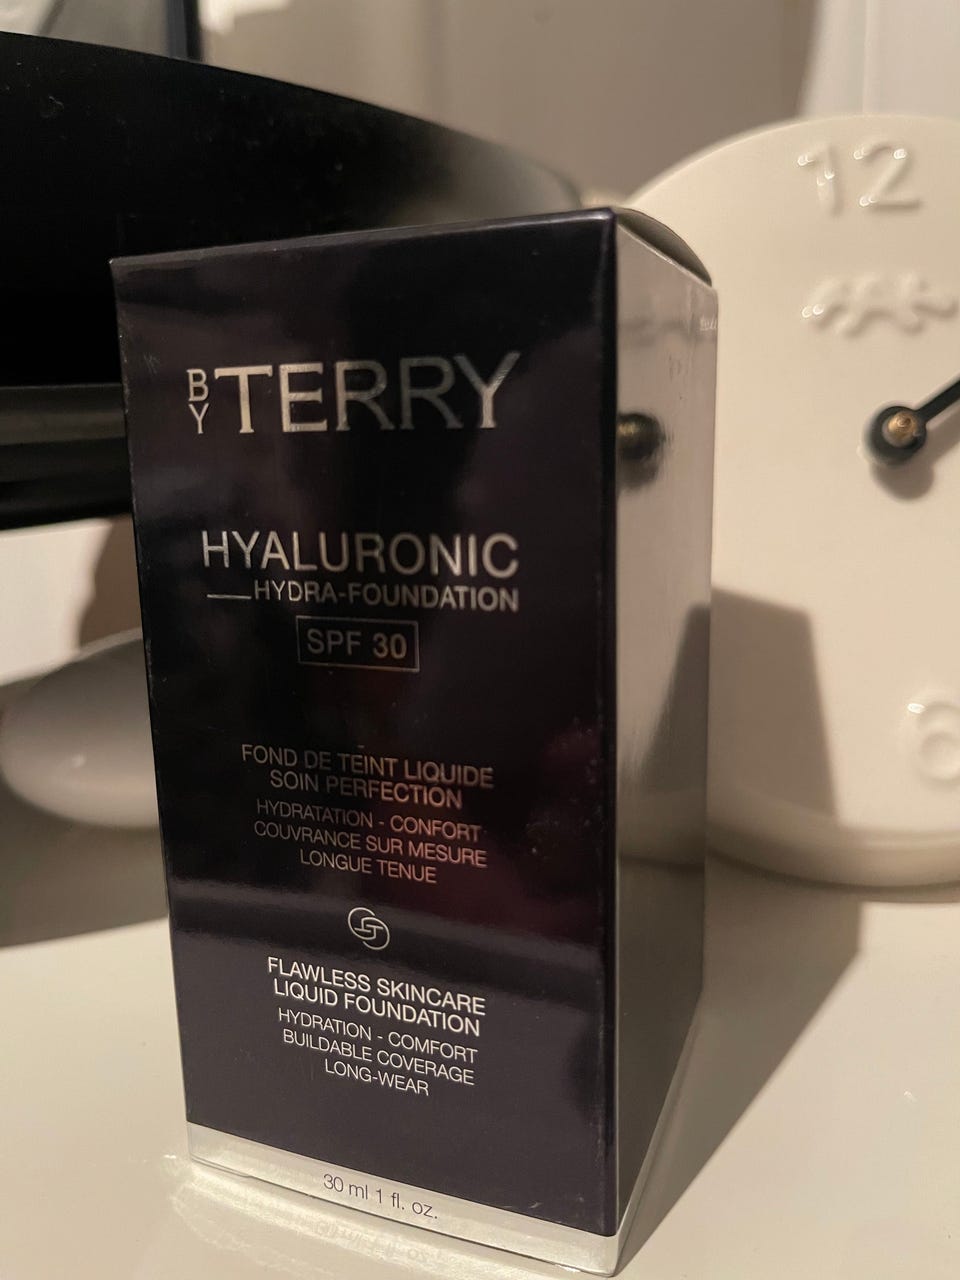 BY TERRY
HYALURONIC
HYDRA-FOUNDATION
SPF 30
FOND DE TEINT LIQUIDE
SOIN PERFECTION
HYDRATATION - CONFORT
COUVRANCE SUR MESURE
LONGUE TENUE
FLAWLESS SKINCARE
LIQUID FOUNDATION
HYDRATION - COMFORT
BUILDABLE COVERAGE
LONG-WEAR
30 ml 1 fl. oz.
12
6